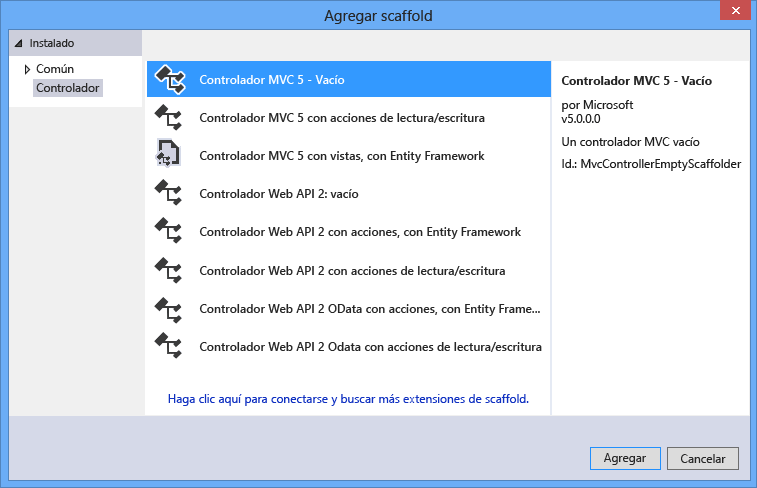 Agregar scaffold
Instalado
Común
Controlador
Controlador MVC 5 - Vacío
Controlador MVC 5 con acciones de lectura/escritura
Controlador MVC 5 con vistas, con Entity Framework
Controlador Web API 2: vacío
Controlador Web API 2 con acciones, con Entity Framework
Controlador Web API 2 con acciones de lectura/escritura
Controlador Web API 2 OData con acciones, con Entity Frame...
Controlador Web API 2 Odata con acciones de lectura/escritura
Haga clic aquí para conectarse y buscar más extensiones de scaffold.
Controlador MVC 5 - Vacío
por Microsoft
v5.0.0.0
Un controlador MVC vacío
Id.: MvcControllerEmptyScaffolder
Agregar
Cancelar